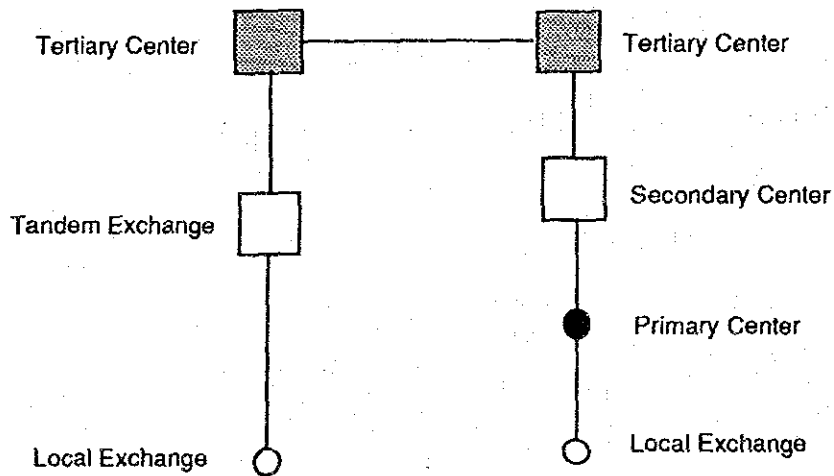 Tertiary Center
Tertiary Center
Secondary Center
Tandem Exchange
Primary Center
Local Exchange
Local Exchange